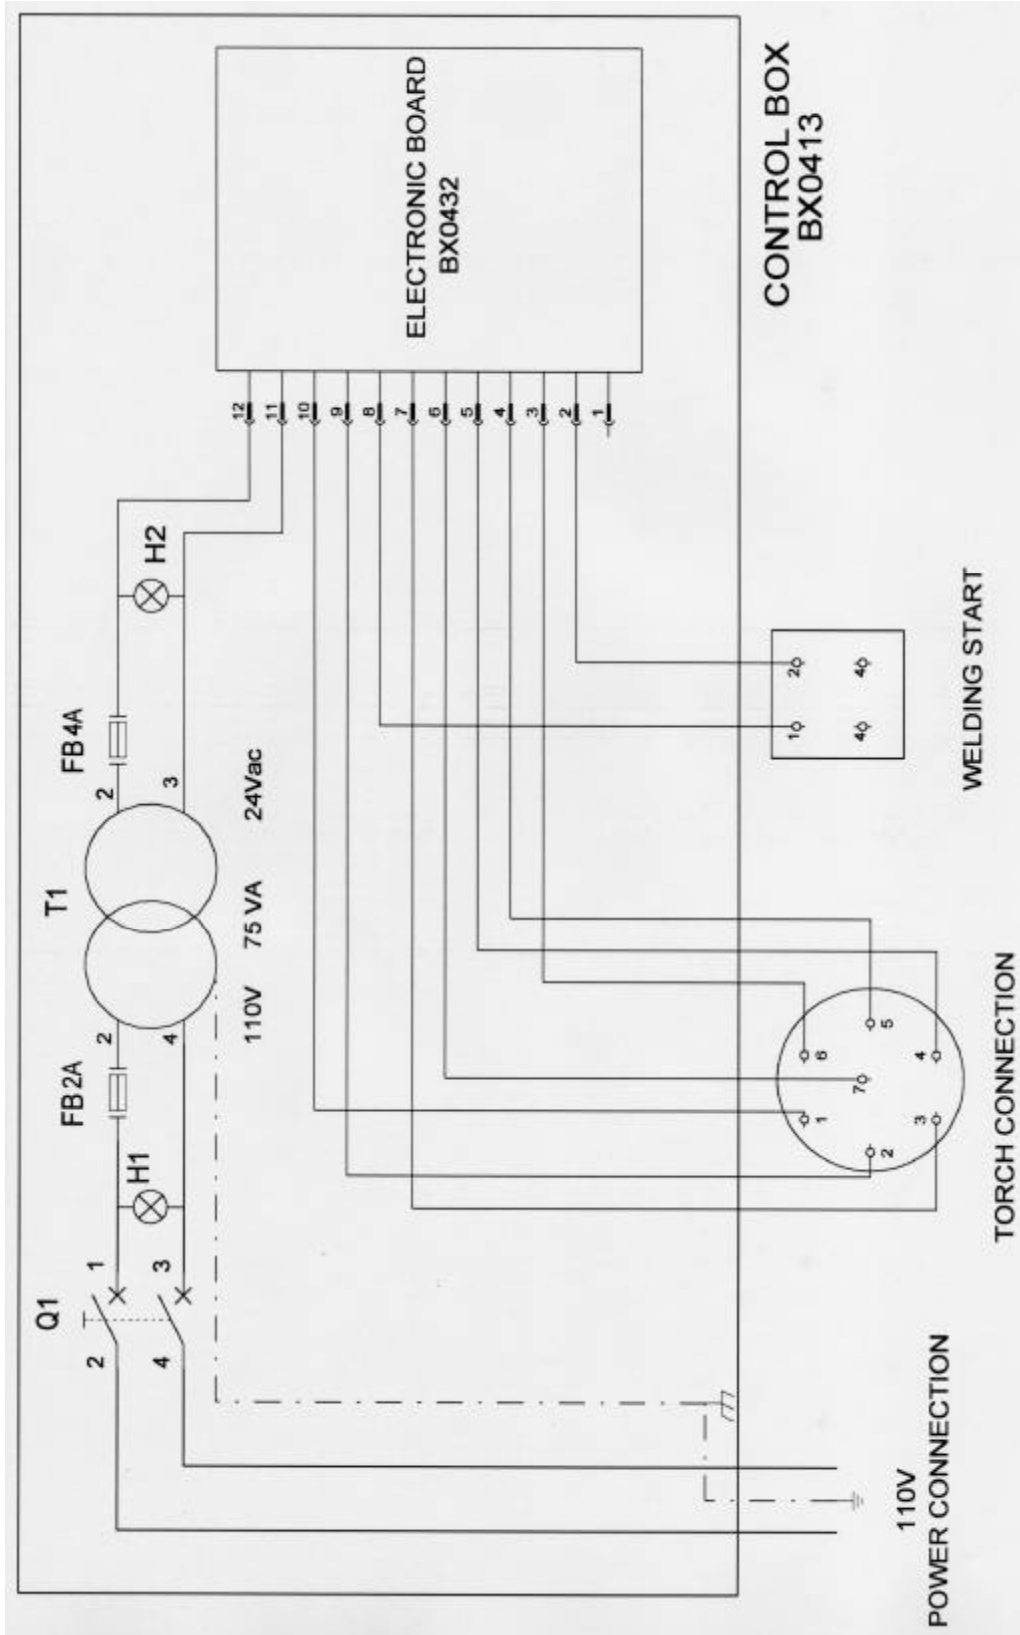 Q1
T1
FB2A
FB4A
2 1
2
2
H1
H2
4 3
4
3
110V 75 VA 24Vac
12
11
10
9
8
7
6
5
4
3
2
1
ELECTRONIC BOARD
BX0432
CONTROL BOX
BX0413
1 2
4 4
WELDING START
1 6
7
2 5
3 4
TORCH CONNECTION
110V
POWER CONNECTION